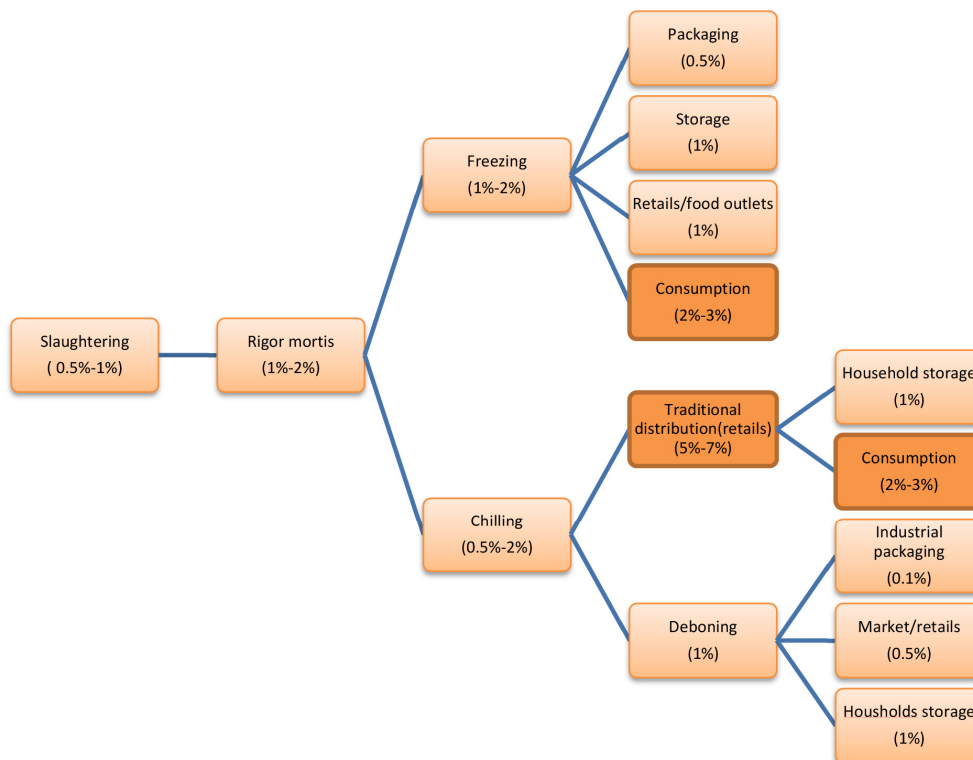 Slaughtering
( 0.5%-1%)
Rigor mortis
(1%-2%)
Freezing
(1%-2%)
Packaging
(0.5%)
Storage
(1%)
Retails/food outlets
(1%)
Consumption
(2%-3%)
Chilling
(0.5%-2%)
Traditional
distribution(retails)
(5%-7%)
Household storage
(1%)
Consumption
(2%-3%)
Deboning
(1%)
Industrial
packaging
(0.1%)
Market/retails
(0.5%)
Housholds storage
(1%)